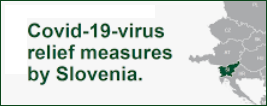 Covid-19-virus
relief measures
by Slovenia.